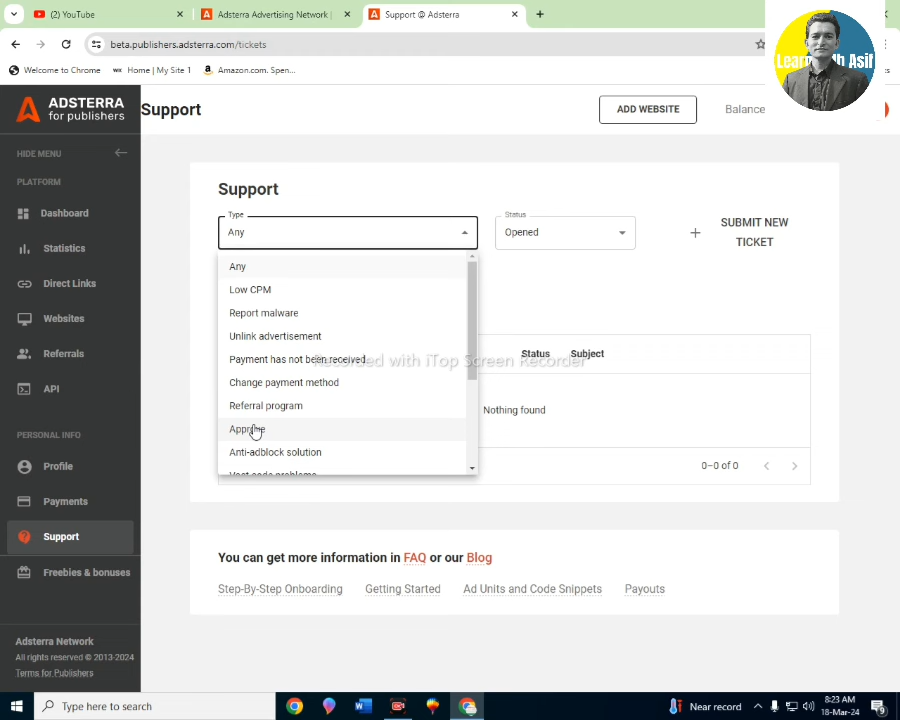 (2) YouTube
Adsterra Advertising Network |
Support @ Adsterra
beta.publishers.adsterra.com/tickets
Welcome to Chrome
Home | My Site 1
Amazon.com. Spen...
ADSTERRA
for publishers
Support
ADD WEBSITE
Balance
HIDE MENU
PLATFORM
Dashboard
Statistics
Direct Links
Websites
Referrals
API
PERSONAL INFO
Profile
Payments
Support
Freebies & bonuses
Adsterra Network
All rights reserved © 2013-2024
Terms for Publishers
Support
Type
Any
Status
Opened
+ SUBMIT NEW
TICKET
Any
Low CPM
Report malware
Unlink advertisement
Payment has not been received
Change payment method
Referral program
Approve
Anti-adblock solution
Recorded with iTop Screen Recorder
Status
Subject
Nothing found
0–0 of 0
You can get more information in FAQ or our Blog
Step-By-Step Onboarding
Getting Started
Ad Units and Code Snippets
Payouts
Type here to search
Near record
8:23 AM
18-Mar-24